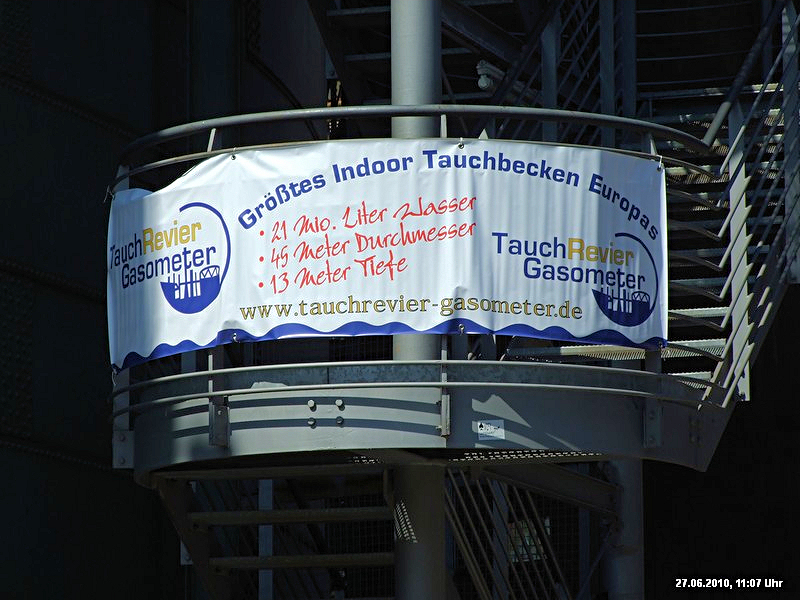 Größtes Indoor Tauchbecken Europas
TauchRevier
Gasometer
• 21 Mio. Liter Wasser
• 45 Meter Durchmesser
• 13 Meter Tiefe
TauchRevier
Gasometer
www.tauchrevier-gasometer.de
27.06.2010, 11:07 Uhr